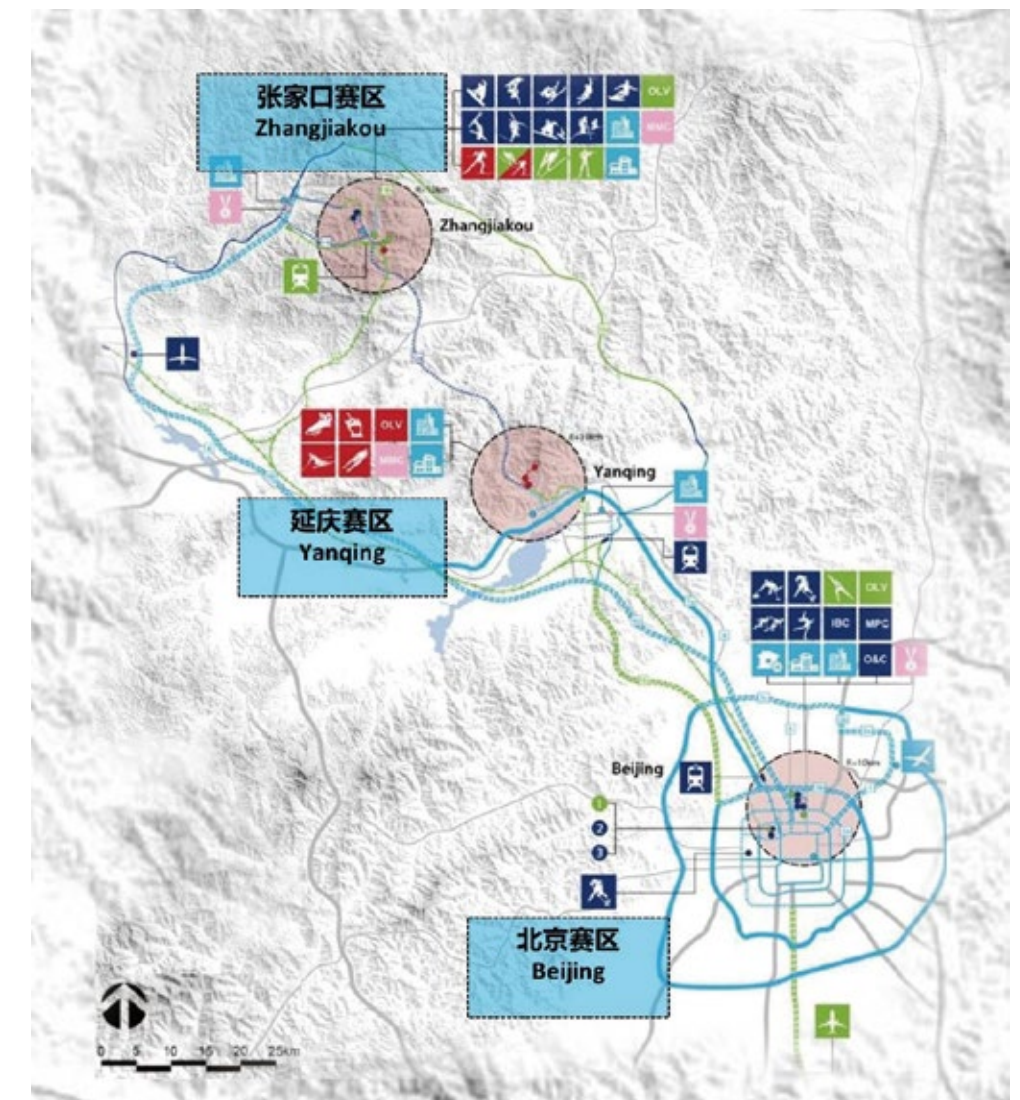 张家口赛区
Zhangjiakou
OLV
MMC
Zhangjiakou
OLV
MMC
Yanqing
延庆赛区
Yanqing
OLV
IBC
MPC
O&C
Beijing
R=10km
1
2
3
北京赛区
Beijing
0 5 10 15 20 25km